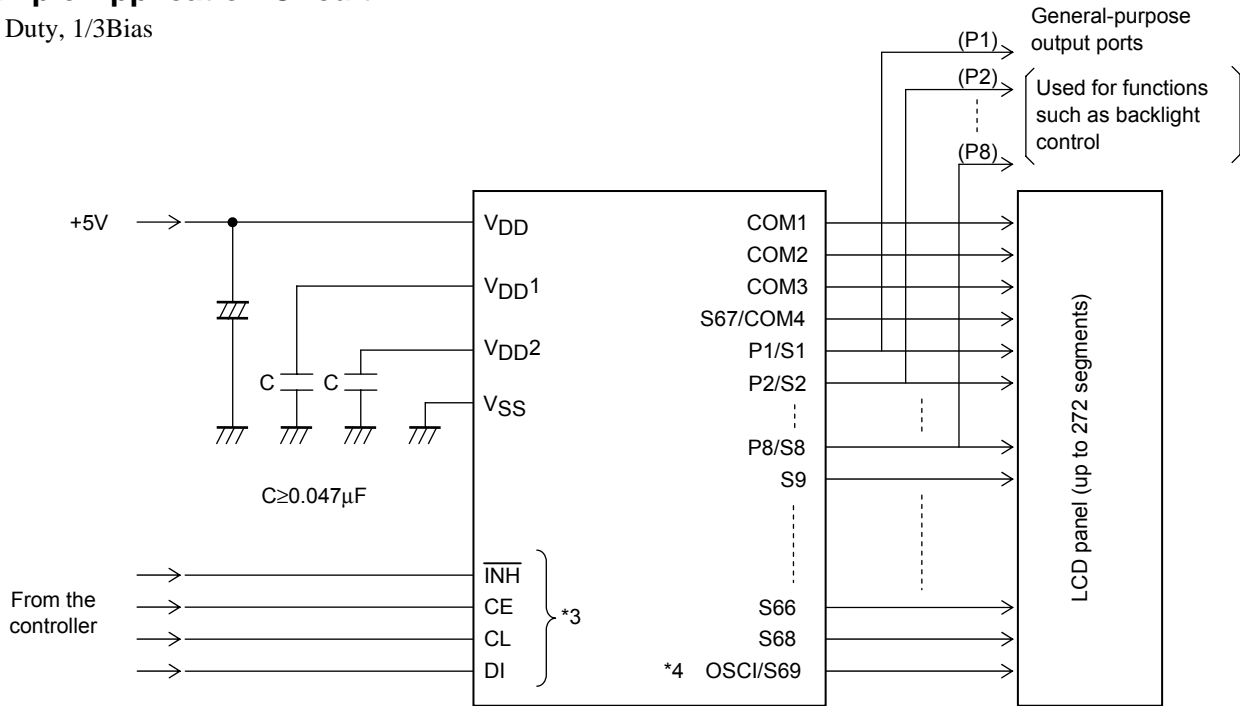 Duty, 1/3Bias
General-purpose
output ports
(P1)
(P2)
Used for functions
such as backlight
control
(P8)
+5V
VDD
VDD1
VDD2
VSS
C
C
C≥0.047μF
COM1
COM2
COM3
S67/COM4
P1/S1
P2/S2
P8/S8
S9
S66
S68
*4 OSCI/S69
LCD panel (up to 272 segments)
From the
controller
INH
CE
CL
DI
*3